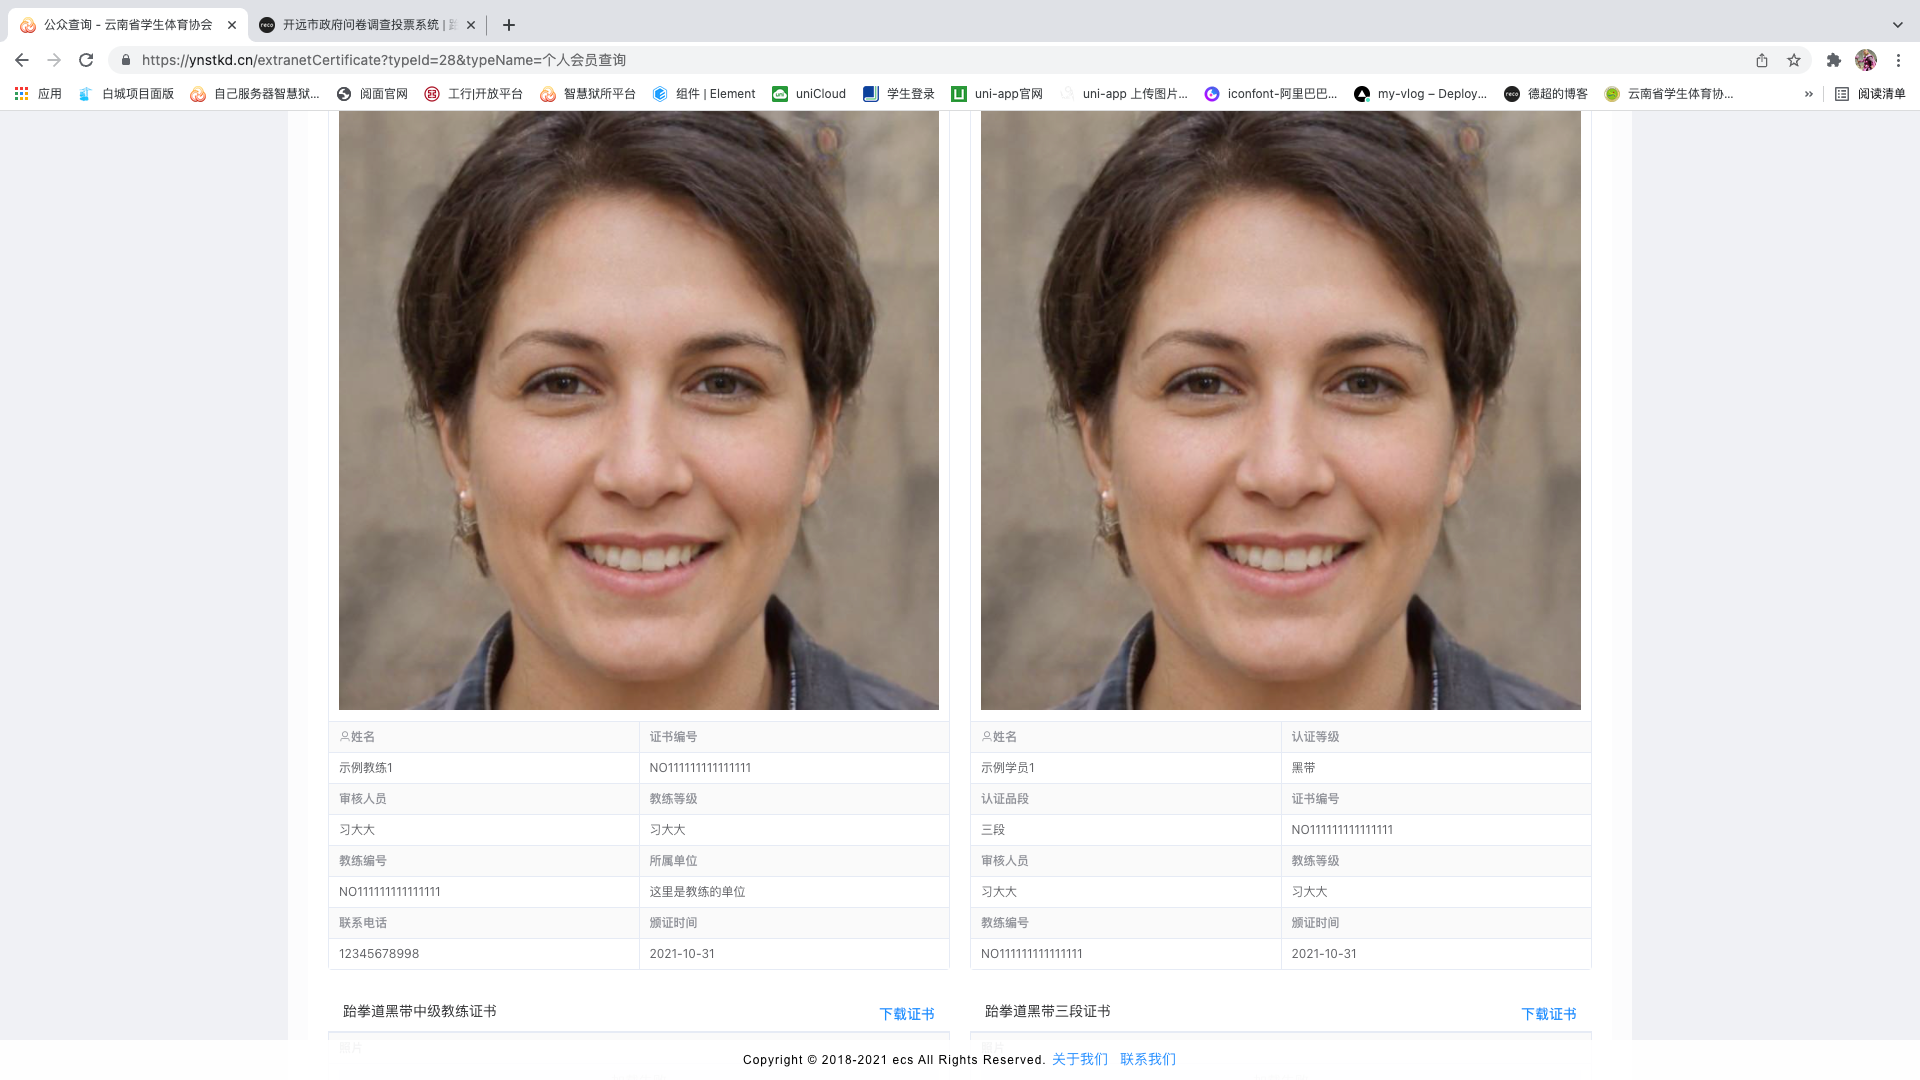 公众查询 - 云南省学生体育协会
开远市政府问卷调查投票系统 |
https://ynstkd.cn/extranetCertificate?typeId=28&typeName=个人会员查询
应用 白城项目面版 自己服务器智慧狱... 阅面官网 工行|开放平台 智慧狱所平台 组件 | Element uniCloud 学生登录 uni-app官网 uni-app 上传图片... iconfont-阿里巴巴... my-vlog – Deploy... 德超的博客 云南省学生体育协... » 阅读清单
姓名 证书编号
示例教练1 NO111111111111111
审核人员 教练等级
习大大 习大大
教练编号 所属单位
NO111111111111111 这里是教练的单位
联系电话 颁证时间
12345678998 2021-10-31
跆拳道黑带中级教练证书 下载证书
姓名 认证等级
示例学员1 黑带
认证品段 证书编号
三段 NO111111111111111
审核人员 教练等级
习大大 习大大
教练编号 颁证时间
NO111111111111111 2021-10-31
跆拳道黑带三段证书 下载证书
Copyright © 2018-2021 ecs All Rights Reserved. 关于我们 联系我们